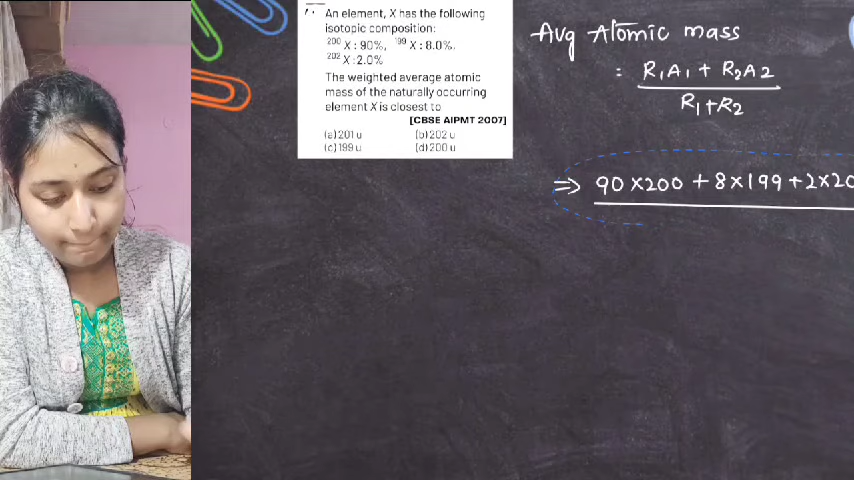 An element, X has the following
isotopic composition:
²⁰⁰X : 90%, ¹⁹⁹X : 8.0%.
²⁰²X : 2.0%
The weighted average atomic
mass of the naturally occurring
element X is closest to
[CBSE AIPMT 2007]
(a) 201 u (b) 202 u
(c) 199 u (d) 200 u
Avg Atomic mass
= R₁A₁ + R₂A₂
R₁+R₂
⇒ 90×200 + 8×199 + 2×20